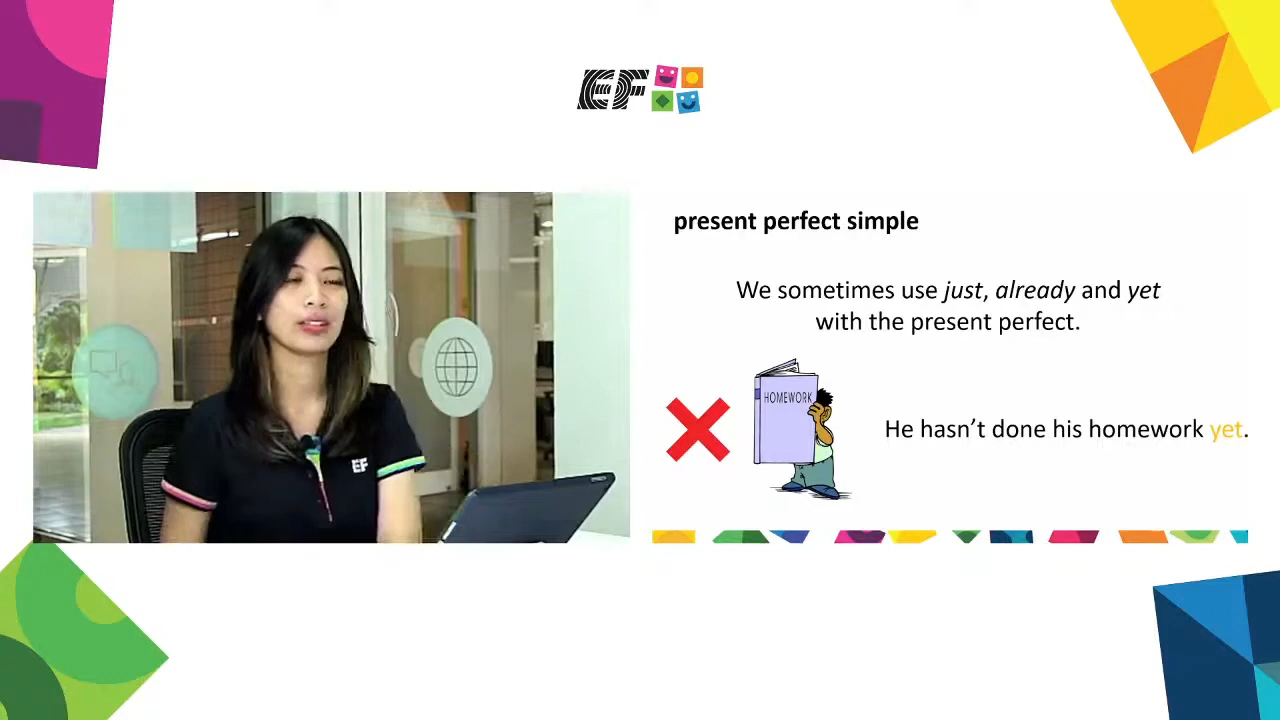 EF
EF
present perfect simple
We sometimes use just, already and yet
with the present perfect.
HOMEWORK
He hasn’t done his homework yet.